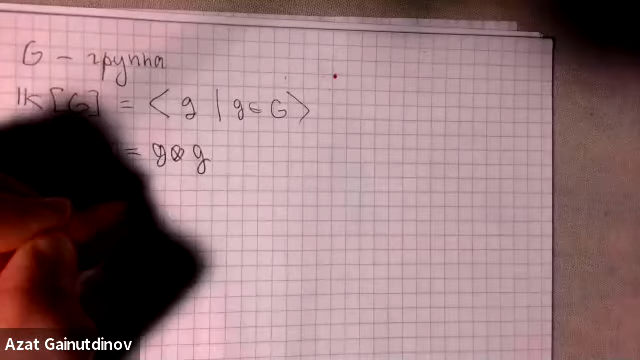 G – группа
𝕂[G] = < g | g ∈ G >
= g ⊗ g
Azat Gainutdinov